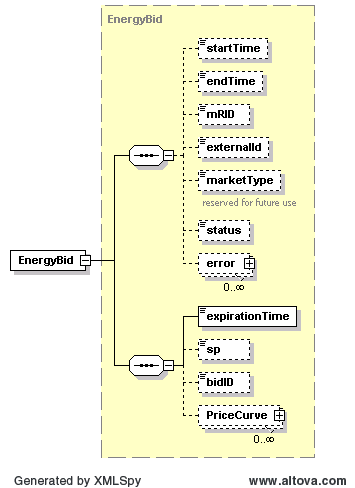 EnergyBid
startTime
endTime
mRID
externalId
marketType
reserved for future use
status
error
0..∞
EnergyBid
expirationTime
sp
bidID
PriceCurve
0..∞
Generated by XMLSpy www.altova.com